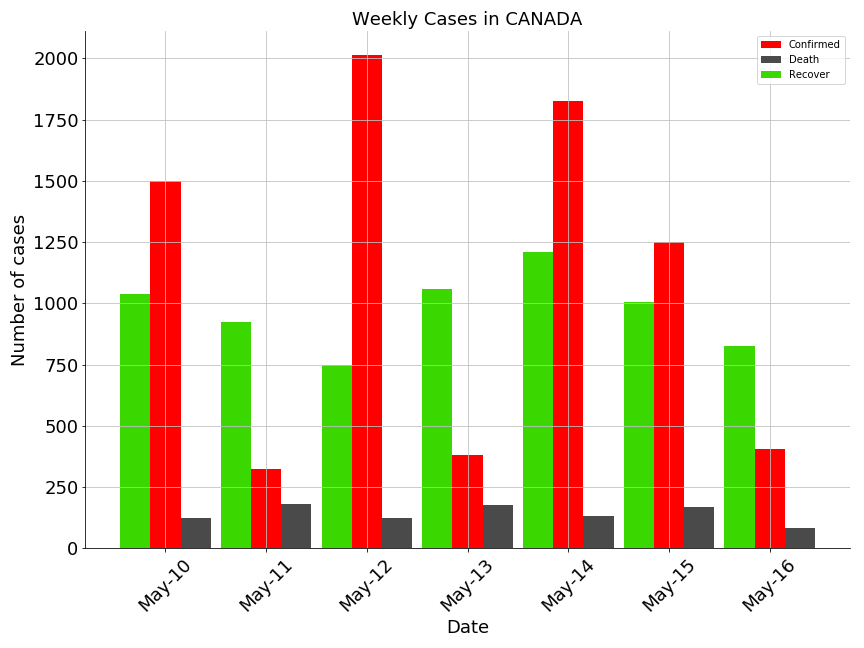 Weekly Cases in CANADA
Confirmed
Death
Recover
Number of cases
2000
1750
1500
1250
1000
750
500
250
0
May-10
May-11
May-12
May-13
May-14
May-15
May-16
Date